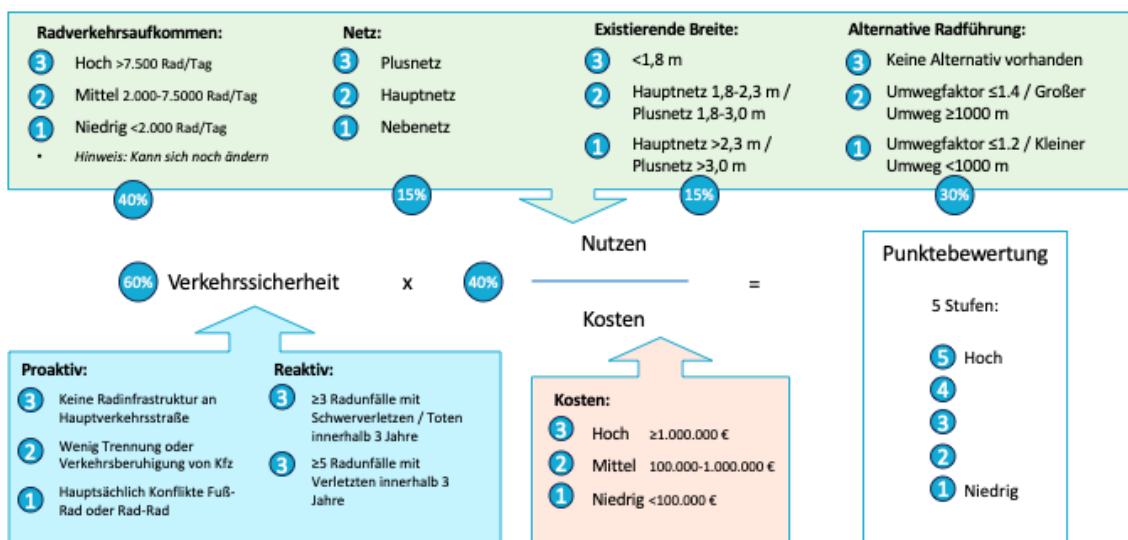 Radverkehrsaufkommen:
3 Hoch >7.500 Rad/Tag
2 Mittel 2.000-7.5000 Rad/Tag
1 Niedrig <2.000 Rad/Tag
• Hinweis: Kann sich noch ändern
40%
Netz:
3 Plusnetz
2 Hauptnetz
1 Nebenetz
15%
Existierende Breite:
3 <1,8 m
2 Hauptnetz 1,8-2,3 m /
Plusnetz 1,8-3,0 m
1 Hauptnetz >2,3 m /
Plusnetz >3,0 m
15%
Alternative Radführung:
3 Keine Alternativ vorhanden
2 Umwegfaktor ≤1.4 / Großer
Umweg ≥1000 m
1 Umwegfaktor ≤1.2 / Kleiner
Umweg <1000 m
30%
60% Verkehrssicherheit x 40%
Nutzen
Kosten
=
Punktebewertung
5 Stufen:
5 Hoch
4
3
2
1 Niedrig
Proaktiv:
3 Keine Radinfrastruktur an
Hauptverkehrsstraße
2 Wenig Trennung oder
Verkehrsberuhigung von Kfz
1 Hauptsächlich Konflikte Fuß-
Rad oder Rad-Rad
Reaktiv:
3 ≥3 Radunfälle mit
Schwerverletzen / Toten
innerhalb 3 Jahre
3 ≥5 Radunfälle mit
Verletzten innerhalb 3
Jahre
Kosten:
3 Hoch ≥1.000.000 €
2 Mittel 100.000-1.000.000 €
1 Niedrig <100.000 €